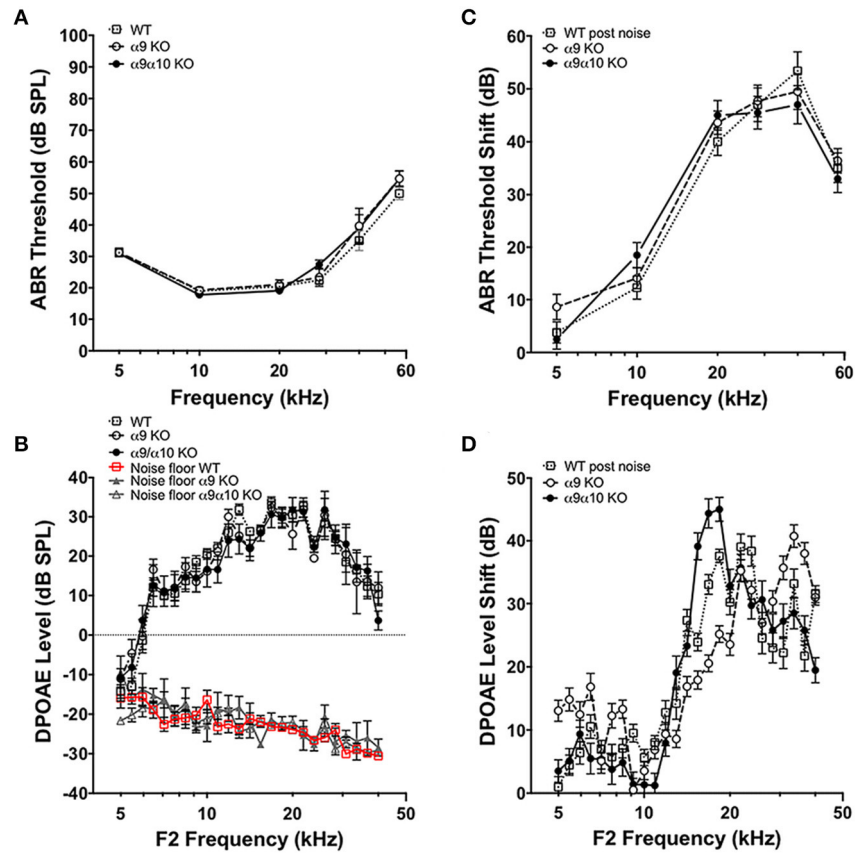 A
WT
α9 KO
α9α10 KO
ABR Threshold (dB SPL)
100
90
80
70
60
50
40
30
20
10
0
5
10
20
60
Frequency (kHz)
C
WT post noise
α9 KO
α9α10 KO
ABR Threshold Shift (dB)
60
50
40
30
20
10
0
5
10
20
60
Frequency (kHz)
B
WT
α9 KO
α9/α10 KO
Noise floor WT
Noise floor α9 KO
Noise floor α9α10 KO
DPOAE Level (dB SPL)
40
30
20
10
0
-10
-20
-30
-40
5
10
20
50
F2 Frequency (kHz)
D
WT post noise
α9 KO
α9α10 KO
DPOAE Level Shift (dB)
50
40
30
20
10
0
5
10
20
50
F2 Frequency (kHz)